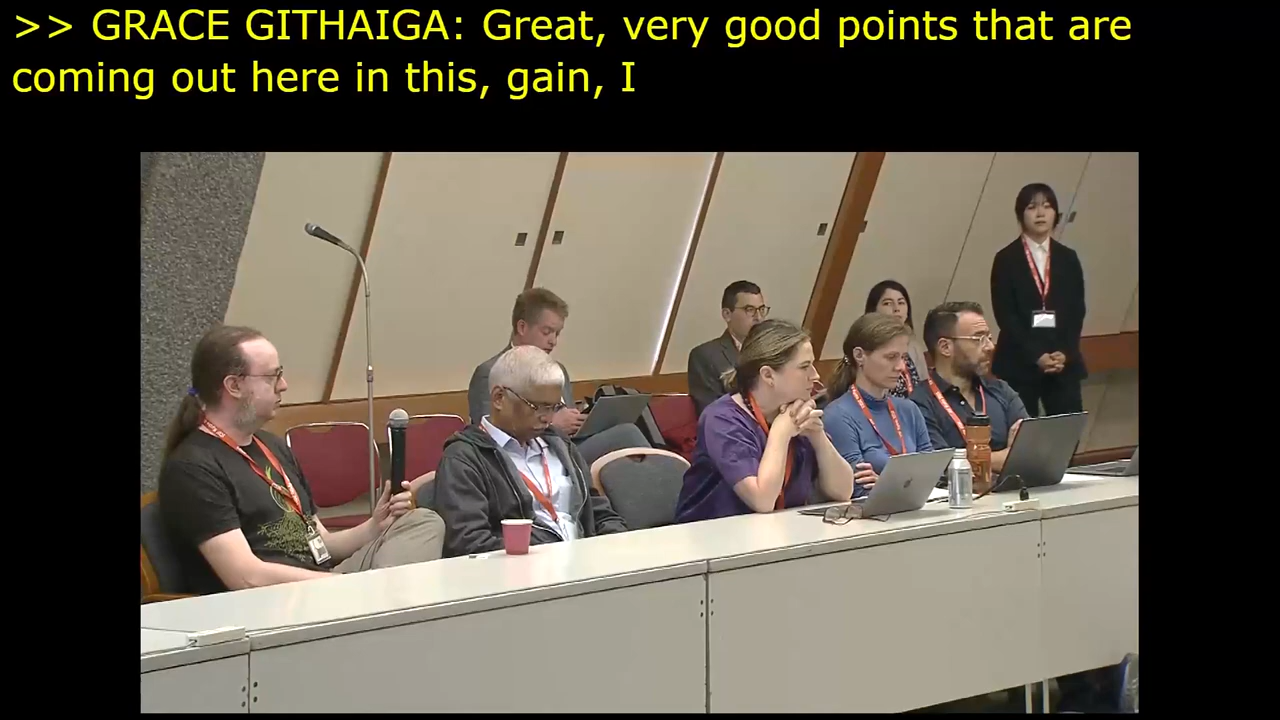 >> GRACE GITHAIGA: Great, very good points that are
coming out here in this, gain, I